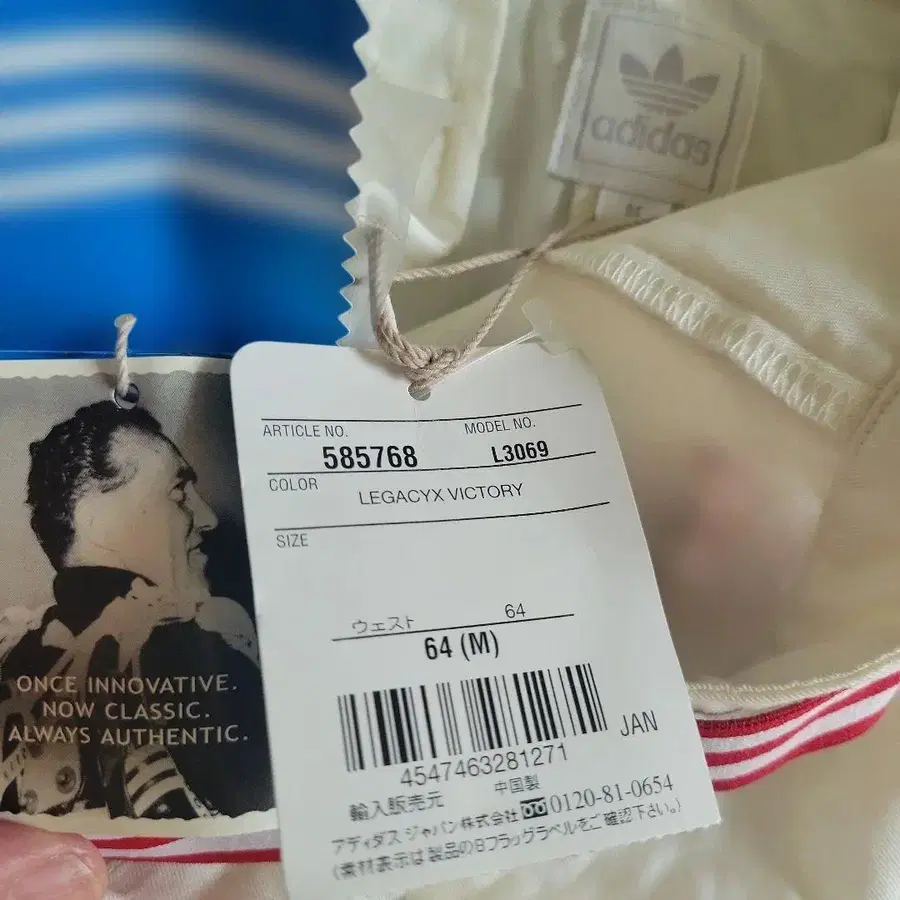 adidas
M
ARTICLE NO. MODEL NO.
585768 L3069
COLOR
LEGACYX VICTORY
SIZE
ウェスト 64
64 (M)
JAN
4547463281271
輸入販売元 中国製
アディダス ジャパン株式会社 0120-81-0654
(素材表示は製品のBフラッグラベルをご確認下さい。)
ONCE INNOVATIVE.
NOW CLASSIC.
ALWAYS AUTHENTIC.